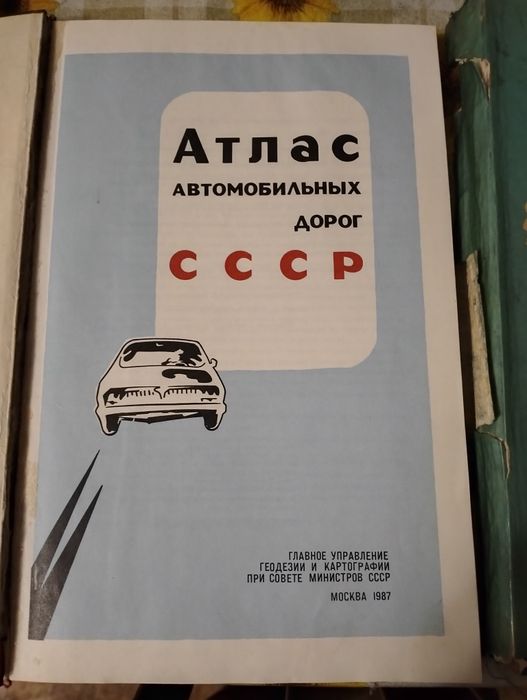 Атлас
АВТОМОБИЛЬНЫХ
ДОРОГ
СССР
ГЛАВНОЕ УПРАВЛЕНИЕ
ГЕОДЕЗИИ И КАРТОГРАФИИ
ПРИ СОВЕТЕ МИНИСТРОВ СССР
МОСКВА 1987